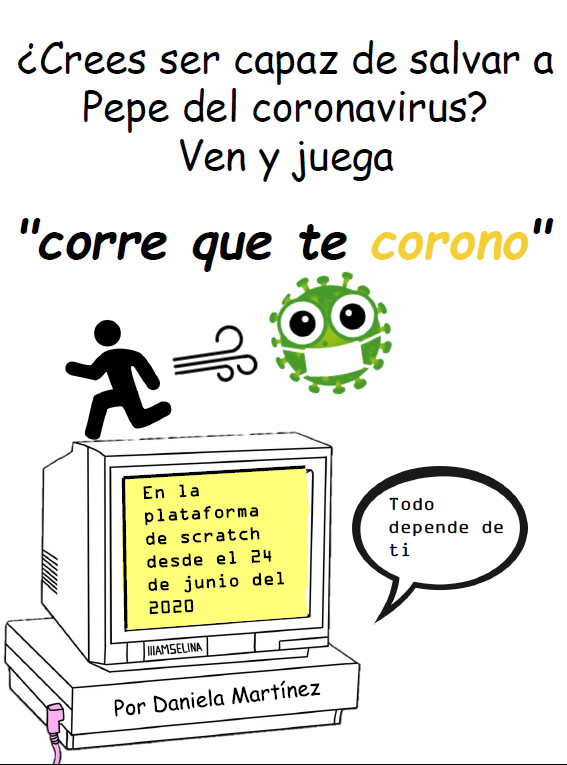 ¿Crees ser capaz de salvar a
Pepe del coronavirus?
Ven y juega
"corre que te corono"
En la
plataforma
de scratch
desde el 24
de junio del
2020
Todo
depende de
ti
IIIAMSELINA
Por Daniela Martínez